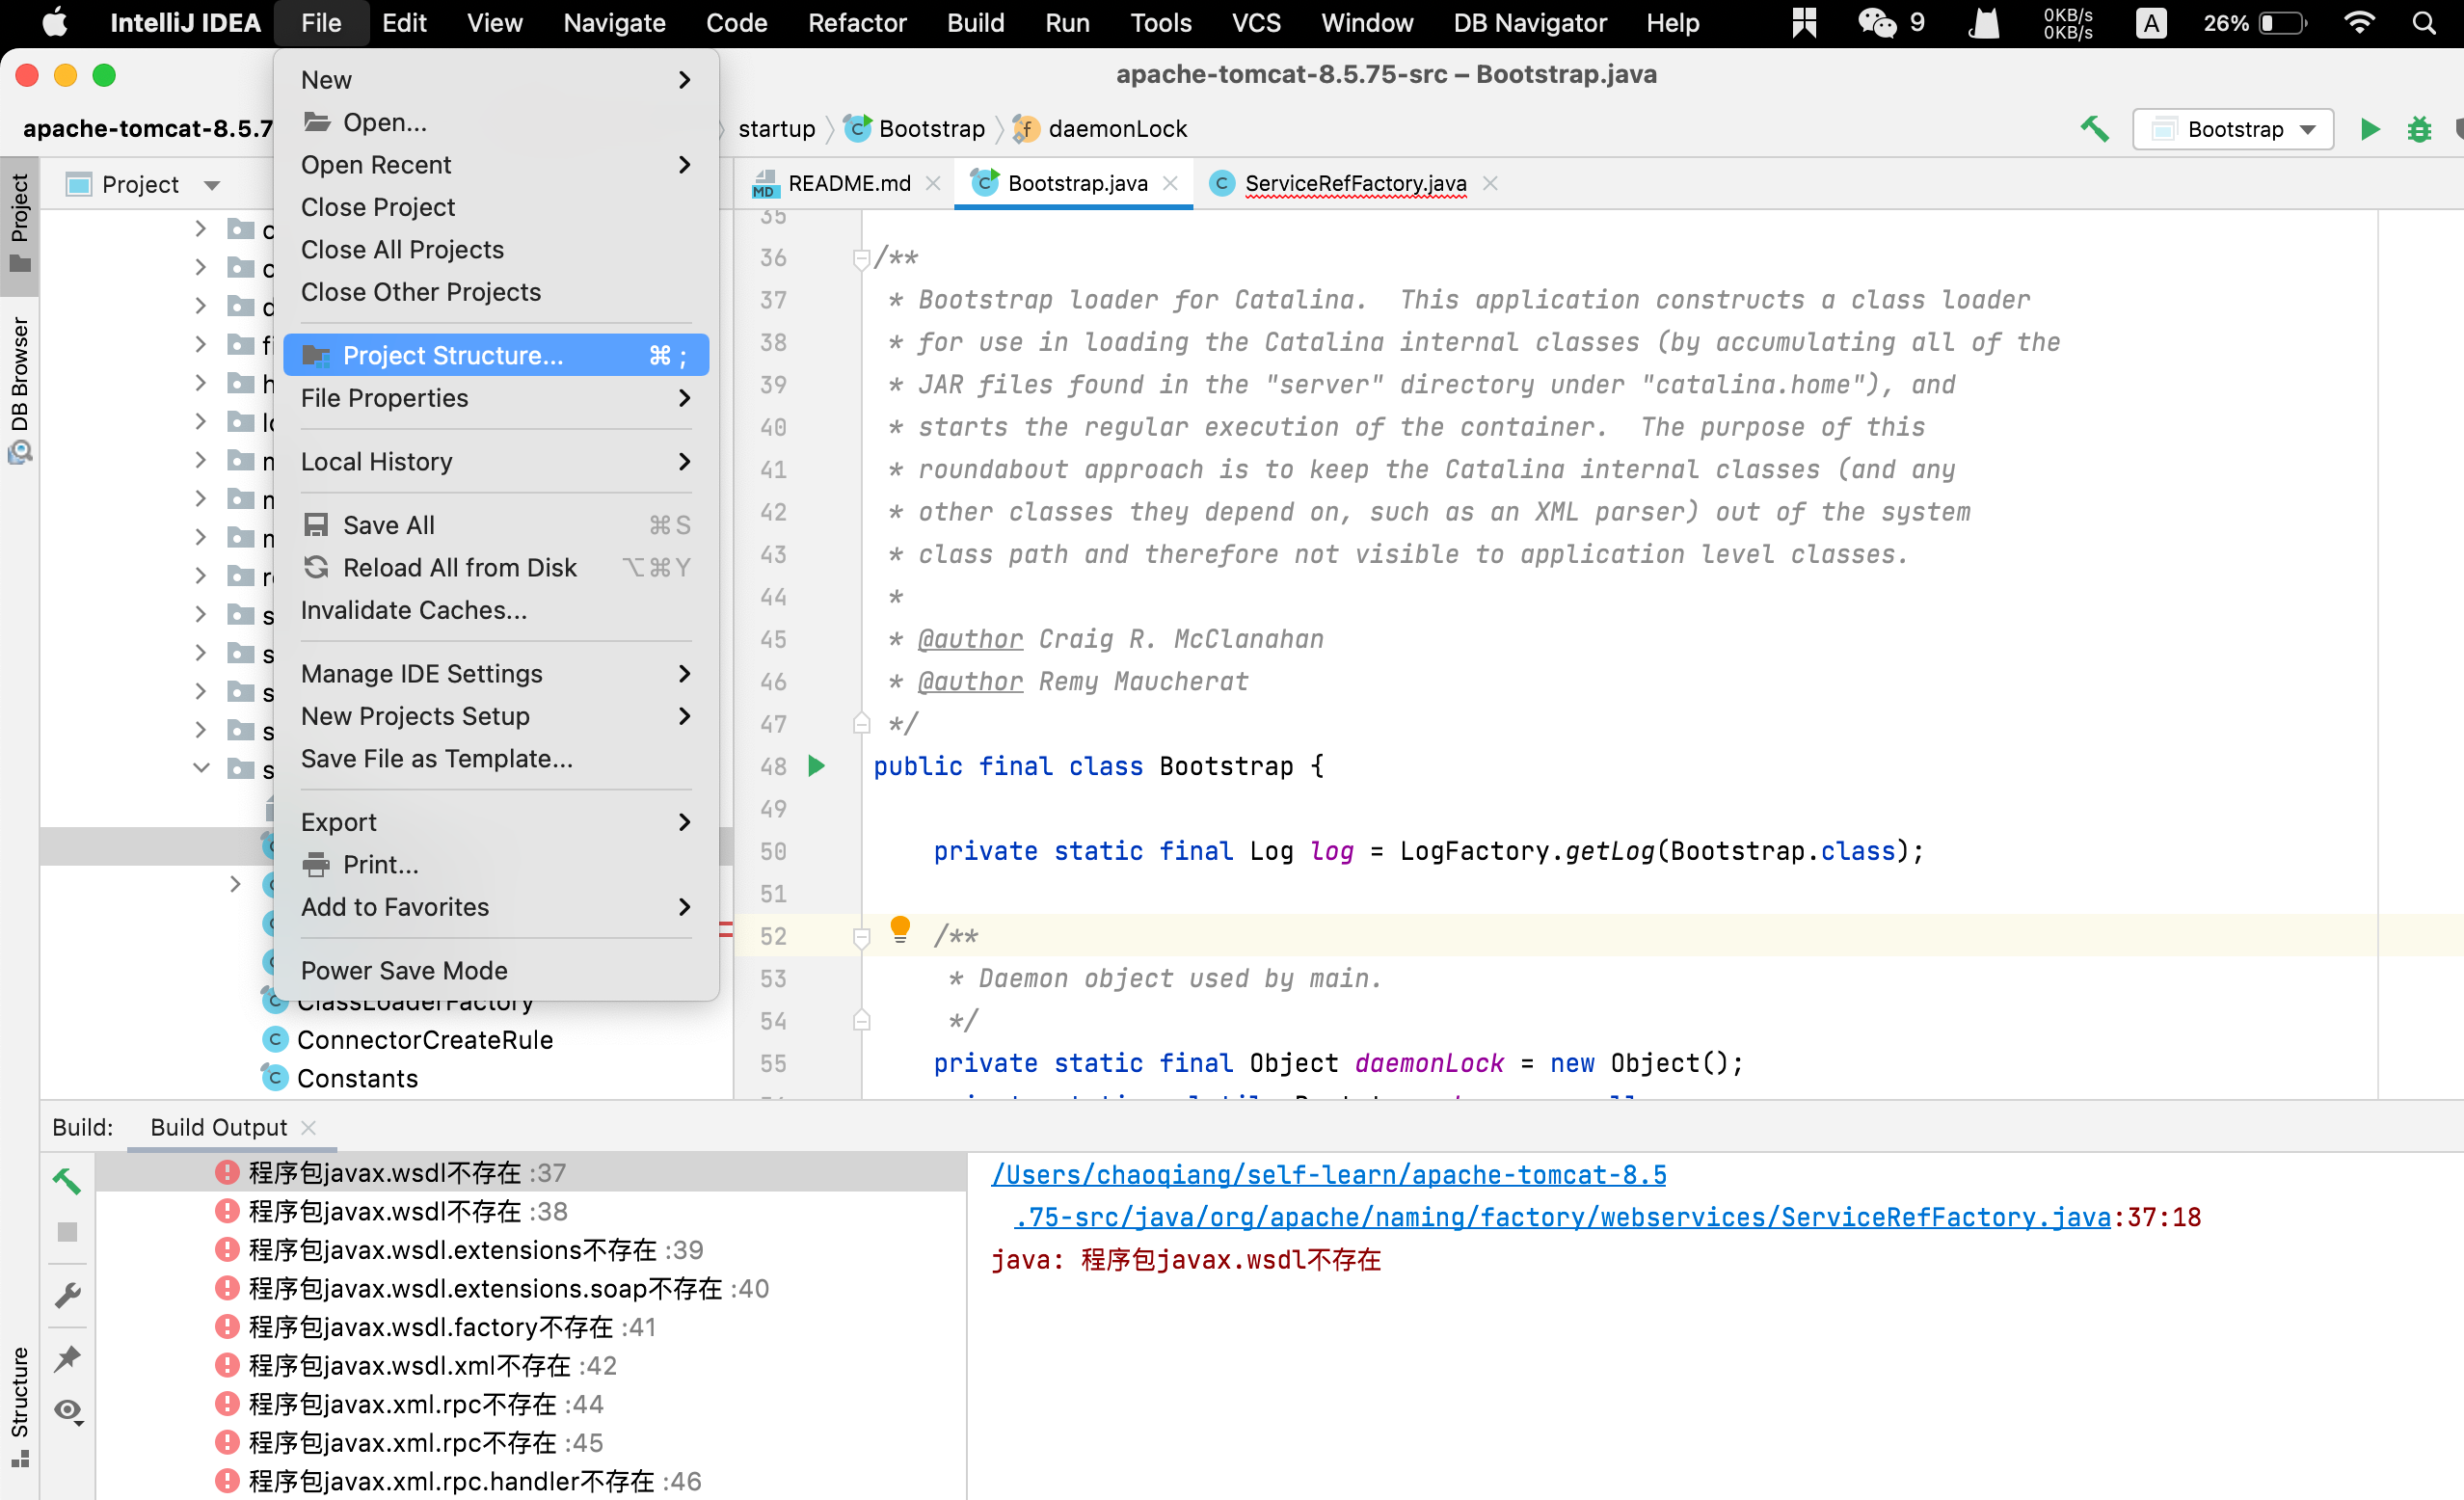 IntelliJ IDEA File Edit View Navigate Code Refactor Build Run Tools VCS Window DB Navigator Help 9 0KB/s 0KB/s A 26%
apache-tomcat-8.5.75-src – Bootstrap.java
apache-tomcat-8.5.7 startup Bootstrap daemonLock Bootstrap
Project
DB Browser
Structure
Project
New
Open...
Open Recent
Close Project
Close All Projects
Close Other Projects
Project Structure... ⌘ ;
File Properties
Local History
Save All ⌘S
Reload All from Disk ⌥⌘Y
Invalidate Caches...
Manage IDE Settings
New Projects Setup
Save File as Template...
Export
Print...
Add to Favorites
Power Save Mode
ClassLoaderFactory
ConnectorCreateRule
Constants
README.md Bootstrap.java ServiceRefFactory.java
35
36 /**
37 * Bootstrap loader for Catalina.  This application constructs a class loader
38 * for use in loading the Catalina internal classes (by accumulating all of the
39 * JAR files found in the "server" directory under "catalina.home"), and
40 * starts the regular execution of the container.  The purpose of this
41 * roundabout approach is to keep the Catalina internal classes (and any
42 * other classes they depend on, such as an XML parser) out of the system
43 * class path and therefore not visible to application level classes.
44 *
45 * @author Craig R. McClanahan
46 * @author Remy Maucherat
47 */
48 public final class Bootstrap {
49
50 private static final Log log = LogFactory.getLog(Bootstrap.class);
51
52 /**
53 * Daemon object used by main.
54 */
55 private static final Object daemonLock = new Object();
Build: Build Output
程序包javax.wsdl不存在 :37
程序包javax.wsdl不存在 :38
程序包javax.wsdl.extensions不存在 :39
程序包javax.wsdl.extensions.soap不存在 :40
程序包javax.wsdl.factory不存在 :41
程序包javax.wsdl.xml不存在 :42
程序包javax.xml.rpc不存在 :44
程序包javax.xml.rpc不存在 :45
程序包javax.xml.rpc.handler不存在 :46
/Users/chaoqiang/self-learn/apache-tomcat-8.5
.75-src/java/org/apache/naming/factory/webservices/ServiceRefFactory.java:37:18
java: 程序包javax.wsdl不存在